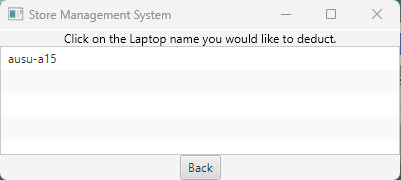 Store Management System
Click on the Laptop name you would like to deduct.
ausu-a15
Back